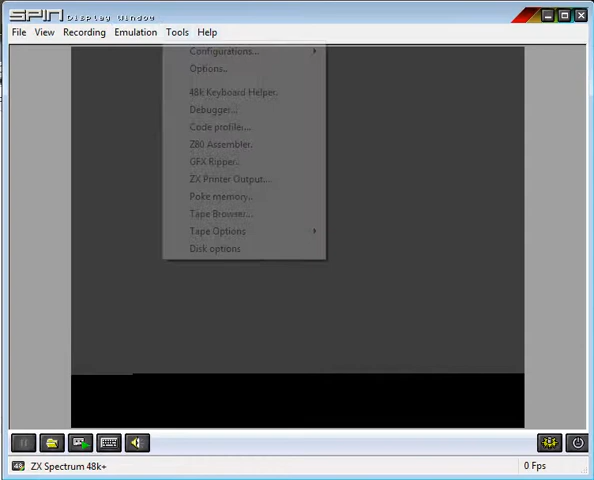 SPIN Display Window
File View Recording Emulation Tools Help
Configurations...
Options..
48k Keyboard Helper.
Debugger...
Code profiler...
Z80 Assembler.
GFX Ripper.
ZX Printer Output...
Poke memory..
Tape Browser...
Tape Options
Disk options
48
ZX Spectrum 48k+
0 Fps